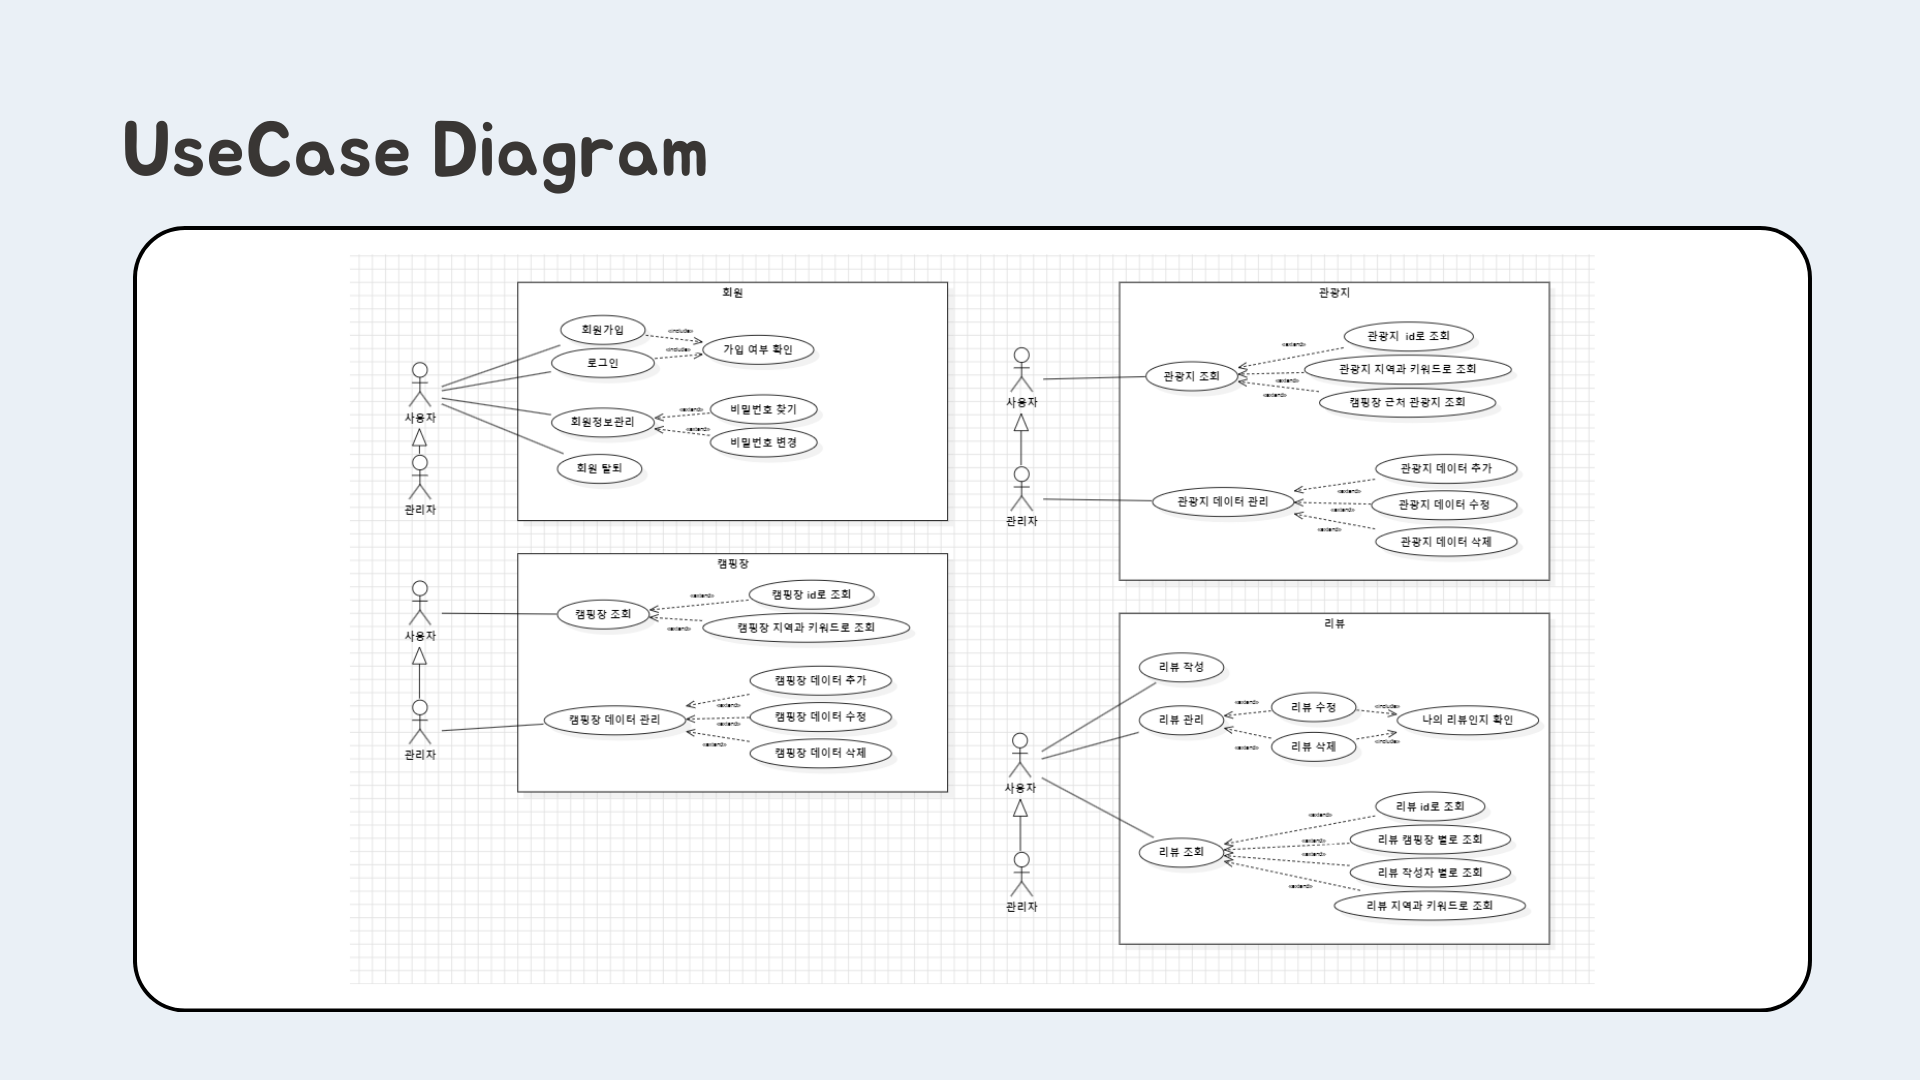 UseCase Diagram
회원
회원가입
<<include>>
가입 여부 확인
로그인
<<include>>
사용자
회원정보관리
<<extend>>
비밀번호 찾기
<<extend>>
비밀번호 변경
회원 탈퇴
관리자
캠핑장
사용자
캠핑장 조회
<<extend>>
캠핑장 id로 조회
<<extend>>
캠핑장 지역과 키워드로 조회
관리자
캠핑장 데이터 관리
<<extend>>
캠핑장 데이터 추가
<<extend>>
캠핑장 데이터 수정
<<extend>>
캠핑장 데이터 삭제
관광지
사용자
관광지 조회
<<extend>>
관광지 id로 조회
<<extend>>
관광지 지역과 키워드로 조회
<<extend>>
캠핑장 근처 관광지 조회
관리자
관광지 데이터 관리
<<extend>>
관광지 데이터 추가
<<extend>>
관광지 데이터 수정
<<extend>>
관광지 데이터 삭제
리뷰
사용자
리뷰 작성
리뷰 관리
<<extend>>
리뷰 수정
<<include>>
나의 리뷰인지 확인
<<extend>>
리뷰 삭제
<<include>>
리뷰 조회
<<extend>>
리뷰 id로 조회
<<extend>>
리뷰 캠핑장 별로 조회
<<extend>>
리뷰 작성자 별로 조회
<<extend>>
리뷰 지역과 키워드로 조회
관리자